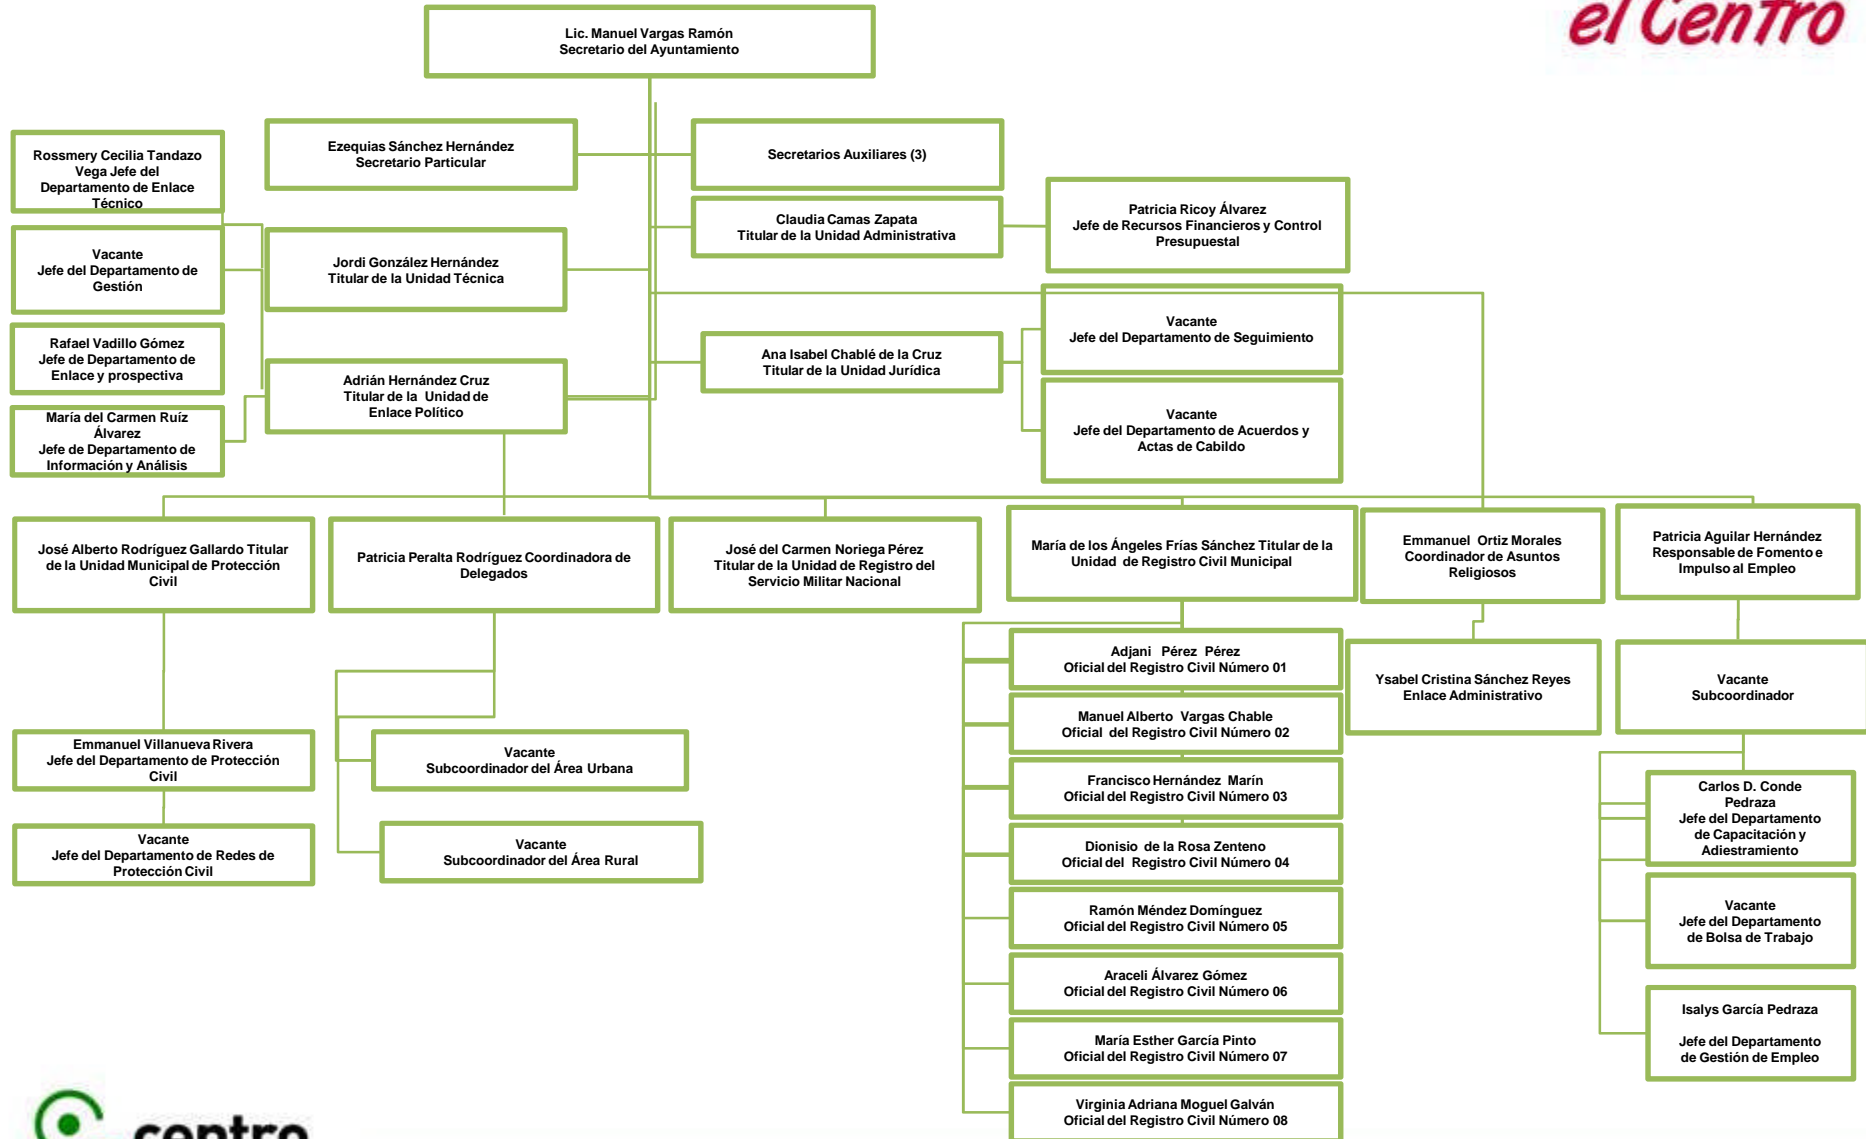 el Centro
Lic. Manuel Vargas Ramón
Secretario del Ayuntamiento
Rossmery Cecilia Tandazo
Vega Jefe del
Departamento de Enlace
Técnico
Ezequias Sánchez Hernández
Secretario Particular
Secretarios Auxiliares (3)
Claudia Camas Zapata
Titular de la Unidad Administrativa
Patricia Ricoy Álvarez
Jefe de Recursos Financieros y Control
Presupuestal
Vacante
Jefe del Departamento de
Gestión
Jordi González Hernández
Titular de la Unidad Técnica
Vacante
Jefe del Departamento de Seguimiento
Rafael Vadillo Gómez
Jefe de Departamento de
Enlace y prospectiva
Ana Isabel Chablé de la Cruz
Titular de la Unidad Jurídica
Adrián Hernández Cruz
Titular de la  Unidad de
Enlace Político
María del Carmen Ruíz
Álvarez
Jefe de Departamento de
Información y Análisis
Vacante
Jefe del Departamento de Acuerdos y
Actas de Cabildo
José Alberto Rodríguez Gallardo Titular
de la Unidad Municipal de Protección
Civil
Patricia Peralta Rodríguez Coordinadora de
Delegados
José del Carmen Noriega Pérez
Titular de la Unidad de Registro del
Servicio Militar Nacional
María de los Ángeles Frías Sánchez Titular de la
Unidad  de Registro Civil Municipal
Emmanuel  Ortiz Morales
Coordinador de Asuntos
Religiosos
Patricia Aguilar Hernández
Responsable de Fomento e
Impulso al Empleo
Adjani   Pérez  Pérez
Oficial del Registro Civil Número 01
Ysabel Cristina Sánchez Reyes
Enlace Administrativo
Vacante
Subcoordinador
Manuel Alberto  Vargas Chable
Oficial  del Registro Civil Número 02
Emmanuel Villanueva Rivera
Jefe del Departamento de Protección
Civil
Vacante
Subcoordinador del Área Urbana
Francisco Hernández  Marín
Oficial del Registro Civil Número 03
Carlos D. Conde
Pedraza
Jefe del Departamento
de Capacitación y
Adiestramiento
Vacante
Jefe del Departamento de Redes de
Protección Civil
Vacante
Subcoordinador del Área Rural
Dionisio  de la Rosa Zenteno
Oficial del  Registro Civil Número 04
Ramón Méndez Domínguez
Oficial del Registro Civil Número 05
Vacante
Jefe del Departamento
de Bolsa de Trabajo
Araceli Álvarez Gómez
Oficial del Registro Civil Número 06
Isalys García Pedraza
Jefe del Departamento
de Gestión de Empleo
María Esther García Pinto
Oficial del Registro Civil Número 07
Virginia Adriana Moguel Galván
Oficial del Registro Civil Número 08
centro